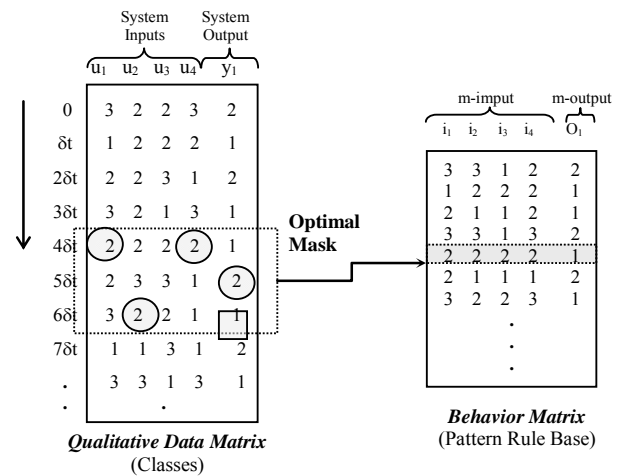 System Inputs
System Output
u1 u2 u3 u4 y1
0 3 2 2 3 2
δt 1 2 2 2 1
2δt 2 2 3 1 2
3δt 3 2 1 3 1
4δt 2 2 2 2 1
5δt 2 3 3 1 2
6δt 3 2 2 1 1
7δt 1 1 3 1 2
. 3 3 1 3 1
. .
Qualitative Data Matrix
(Classes)
Optimal
Mask
m-imput
m-output
i1 i2 i3 i4 O1
3 3 1 2 2
1 2 2 2 1
2 1 1 2 1
3 3 1 3 2
2 2 2 2 1
2 1 1 1 2
3 2 2 3 1
.
.
.
Behavior Matrix
(Pattern Rule Base)